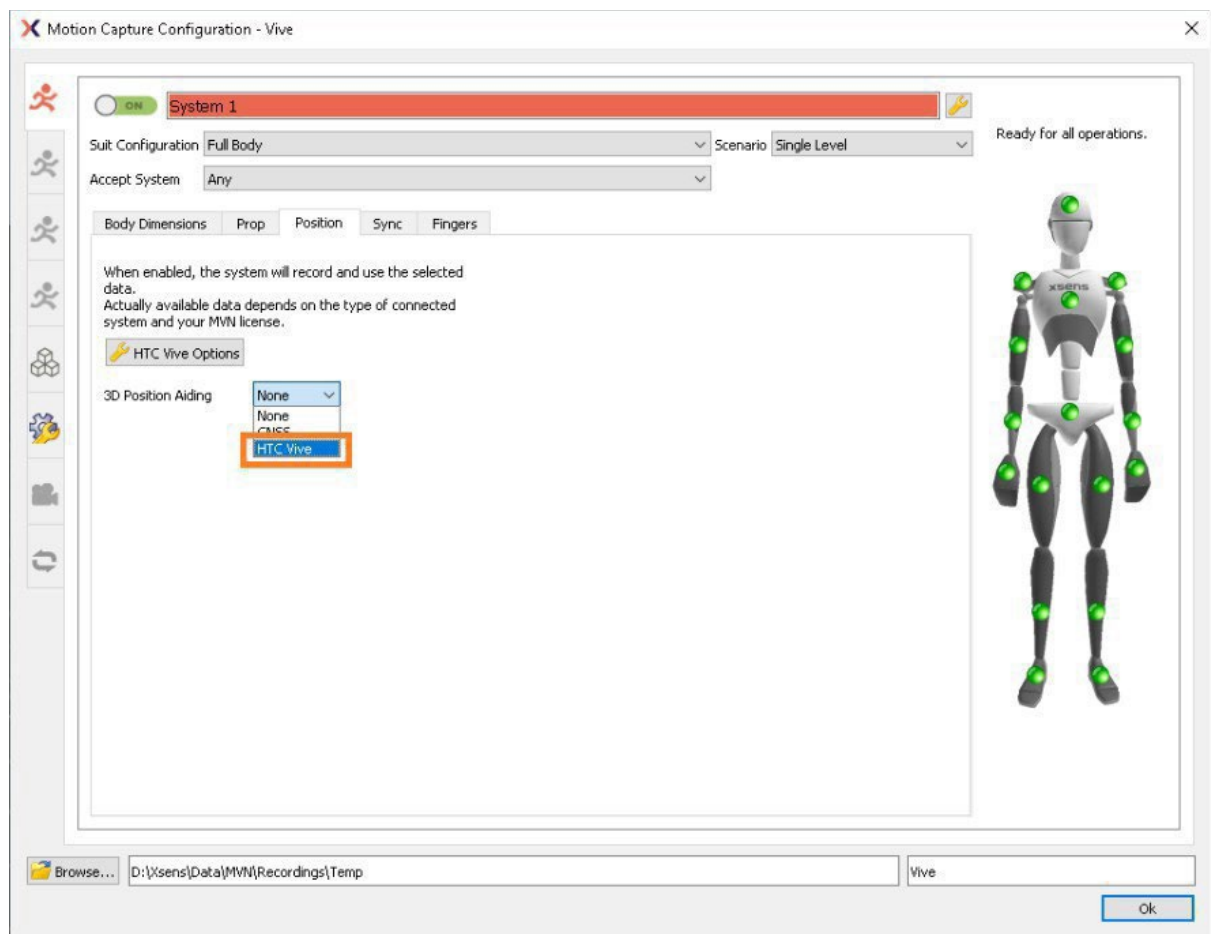 Motion Capture Configuration - Vive
ON System 1
Suit Configuration Full Body Scenario Single Level
Ready for all operations.
Accept System Any
Body Dimensions Prop Position Sync Fingers
When enabled, the system will record and use the selected
data.
Actually available data depends on the type of connected
system and your MVN license.
HTC Vive Options
3D Position Aiding None
None
GNSS
HTC Vive
xsens
Browse... D:\Xsens\Data\MVN\Recordings\Temp Vive
Ok